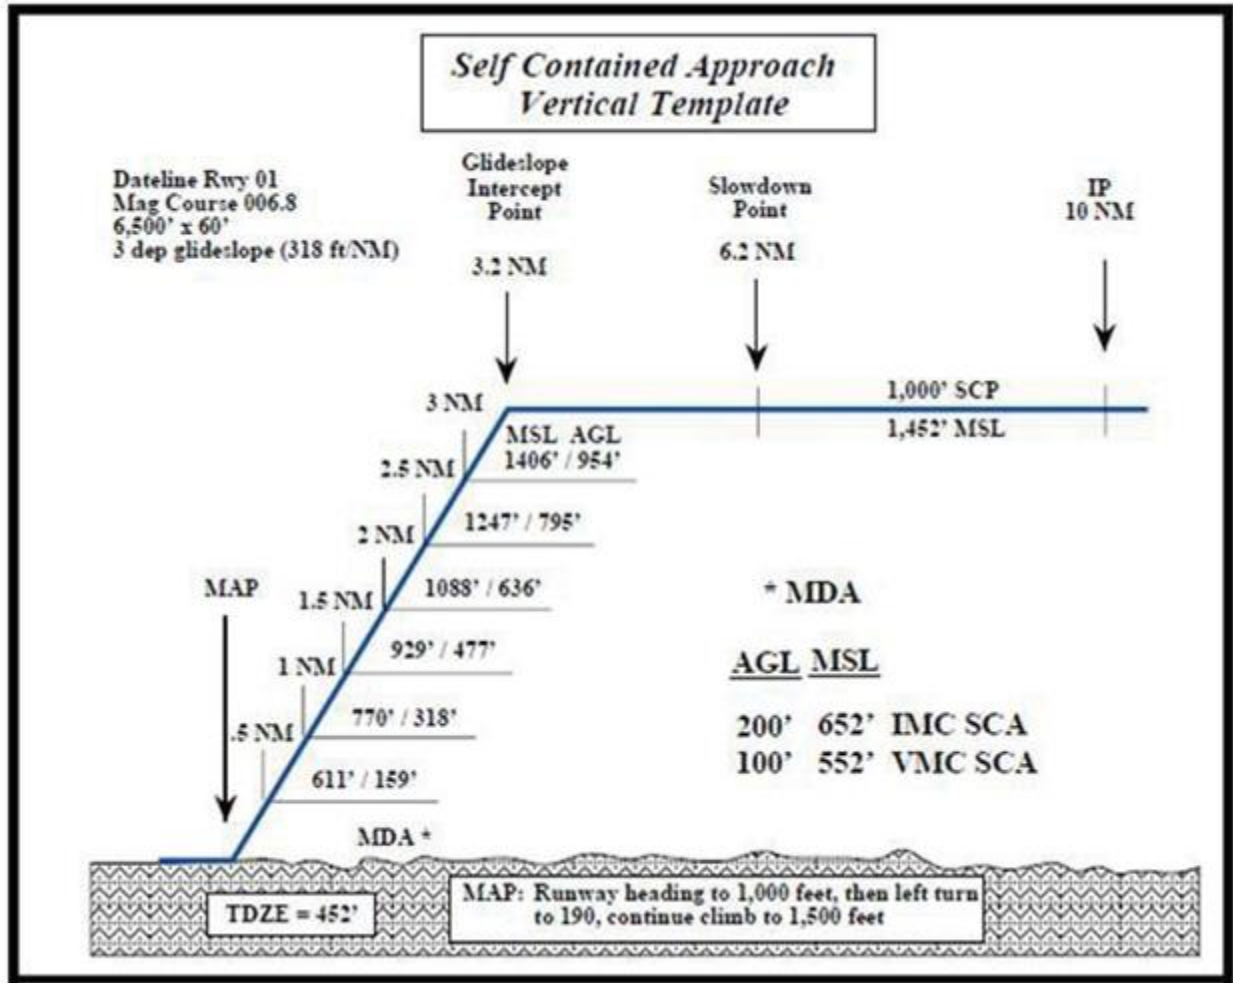 Self Contained Approach
Vertical Template
Dateline Rwy 01
Mag Course 006.8
6,500’ x 60’
3 dep glideslope (318 ft/NM)
Glideslope
Intercept
Point
3.2 NM
Slowdown
Point
6.2 NM
IP
10 NM
3 NM
1,000’ SCP
1,452’ MSL
MSL AGL
1406’ / 954’
2.5 NM
1247’ / 795’
2 NM
1088’ / 636’
MAP
1.5 NM
929’ / 477’
1 NM
770’ / 318’
.5 NM
611’ / 159’
MDA *
* MDA
AGL MSL
200’ 652’ IMC SCA
100’ 552’ VMC SCA
TDZE = 452’
MAP: Runway heading to 1,000 feet, then left turn
to 190, continue climb to 1,500 feet